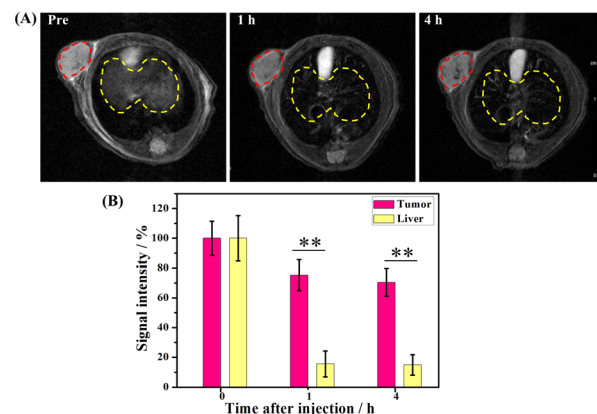 (A)
Pre
1 h
4 h
(B)
Tumor
Liver
120
100
80
60
40
20
0
**
**
0
1
4
Signal intensity / %
Time after injection / h